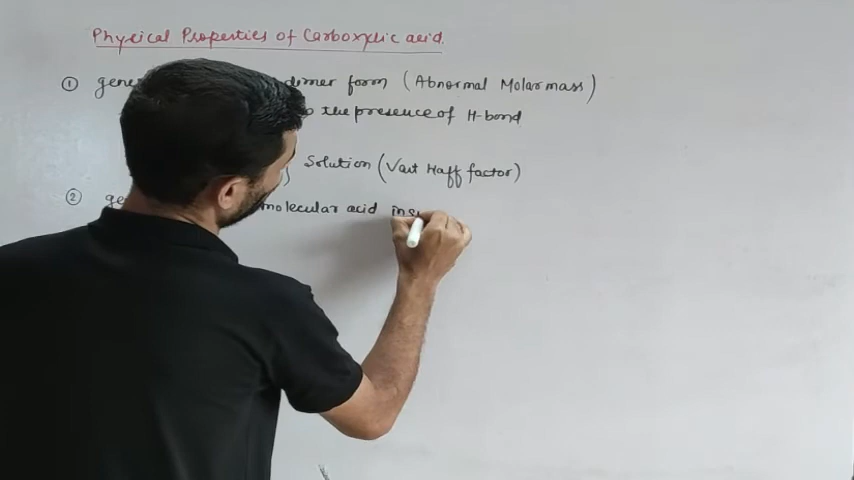 Physical Properties of Carboxylic acid.
① gene dimer form (Abnormal Molar mass)
the presence of H-bond
Solution (Vant Haff factor)
② ge molecular acid ins